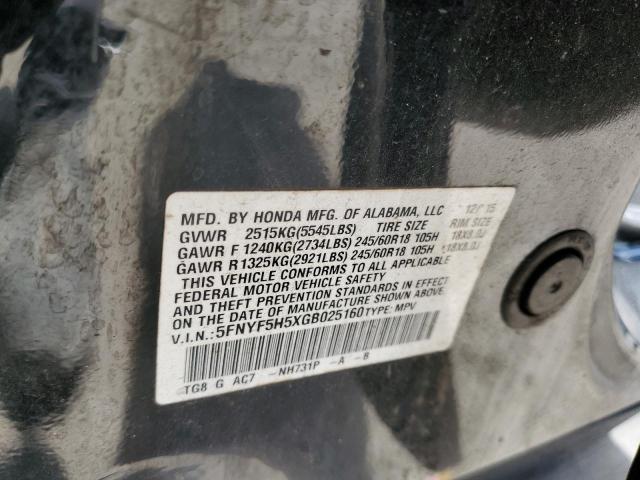 MFD. BY HONDA MFG. OF ALABAMA, LLC 12/15
GVWR 2515KG(5545LBS) TIRE SIZE RIM SIZE
GAWR F 1240KG(2734LBS) 245/60R18 105H 18X8.0J
GAWR R 1325KG(2921LBS) 245/60R18 105H 18X8.0J
THIS VEHICLE CONFORMS TO ALL APPLICABLE
FEDERAL MOTOR VEHICLE SAFETY
AND THEFT PREVENTION STANDARDS IN EFFECT
ON THE DATE OF MANUFACTURE SHOWN ABOVE.
V.I.N.: 5FNYF5H5XGB025160 TYPE: MPV
TG8 G AC7 -NH731P -A -B